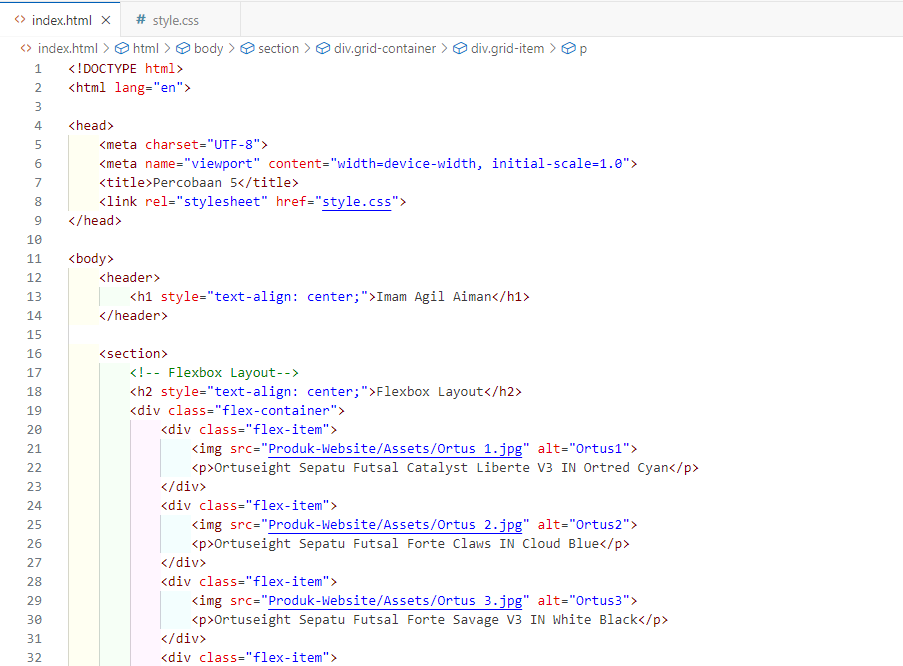 <> index.html × # style.css
<> index.html > html > body > section > div.grid-container > div.grid-item > p
1 <!DOCTYPE html>
2 <html lang="en">
3
4 <head>
5 <meta charset="UTF-8">
6 <meta name="viewport" content="width=device-width, initial-scale=1.0">
7 <title>Percobaan 5</title>
8 <link rel="stylesheet" href="style.css">
9 </head>
10
11 <body>
12 <header>
13 <h1 style="text-align: center;">Imam Agil Aiman</h1>
14 </header>
15
16 <section>
17 <!-- Flexbox Layout-->
18 <h2 style="text-align: center;">Flexbox Layout</h2>
19 <div class="flex-container">
20 <div class="flex-item">
21 <img src="Produk-Website/Assets/Ortus 1.jpg" alt="Ortus1">
22 <p>Ortuseight Sepatu Futsal Catalyst Liberte V3 IN Ortred Cyan</p>
23 </div>
24 <div class="flex-item">
25 <img src="Produk-Website/Assets/Ortus 2.jpg" alt="Ortus2">
26 <p>Ortuseight Sepatu Futsal Forte Claws IN Cloud Blue</p>
27 </div>
28 <div class="flex-item">
29 <img src="Produk-Website/Assets/Ortus 3.jpg" alt="Ortus3">
30 <p>Ortuseight Sepatu Futsal Forte Savage V3 IN White Black</p>
31 </div>
32 <div class="flex-item">